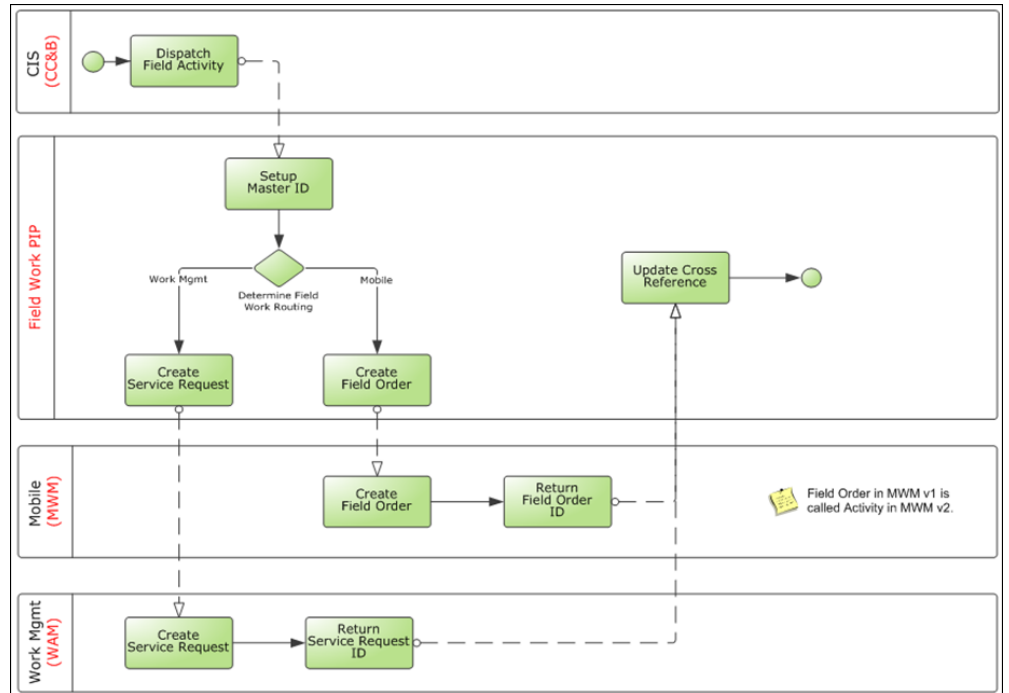 CIS
(CC&B)
Dispatch
Field Activity
Field Work PIP
Setup
Master ID
Work Mgmt
Mobile
Determine Field
Work Routing
Update Cross
Reference
Create
Service Request
Create
Field Order
Mobile
(MWM)
Create
Field Order
Return
Field Order
ID
Field Order in MWM v1 is
called Activity in MWM v2.
Work Mgmt
(WAM)
Create
Service Request
Return
Service Request
ID